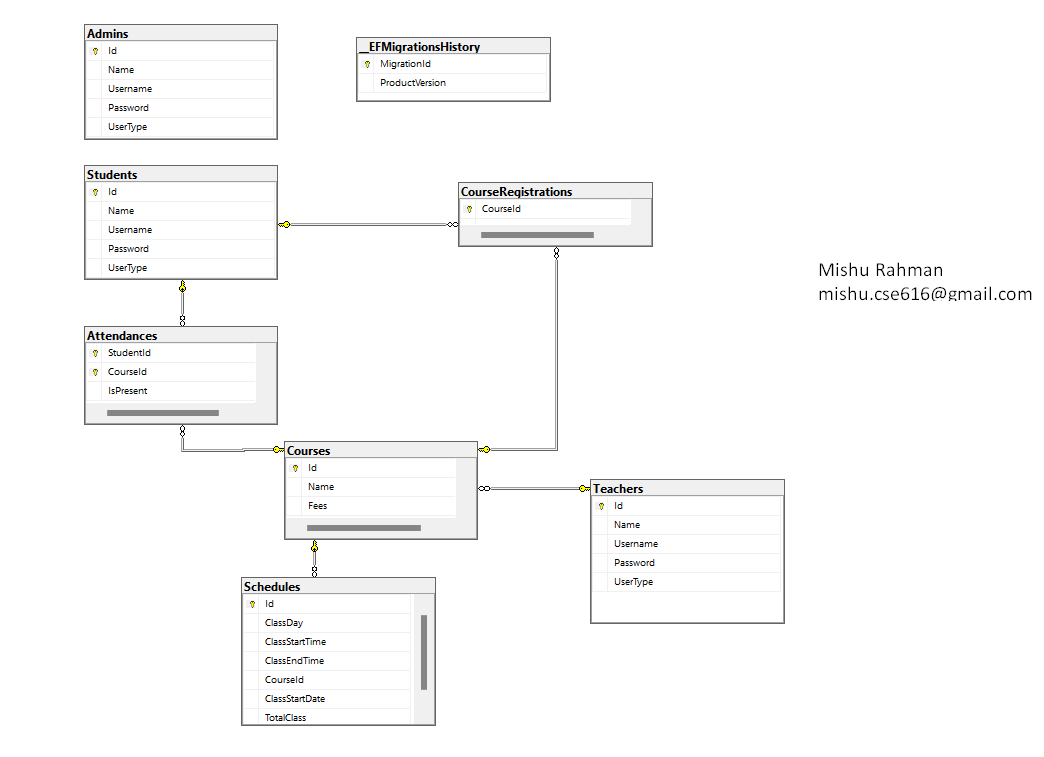 Admins
Id
Name
Username
Password
UserType
__EFMigrationsHistory
MigrationId
ProductVersion
Students
Id
Name
Username
Password
UserType
CourseRegistrations
CourseId
Mishu Rahman
mishu.cse616@gmail.com
Attendances
StudentId
CourseId
IsPresent
Courses
Id
Name
Fees
Teachers
Id
Name
Username
Password
UserType
Schedules
Id
ClassDay
ClassStartTime
ClassEndTime
CourseId
ClassStartDate
TotalClass